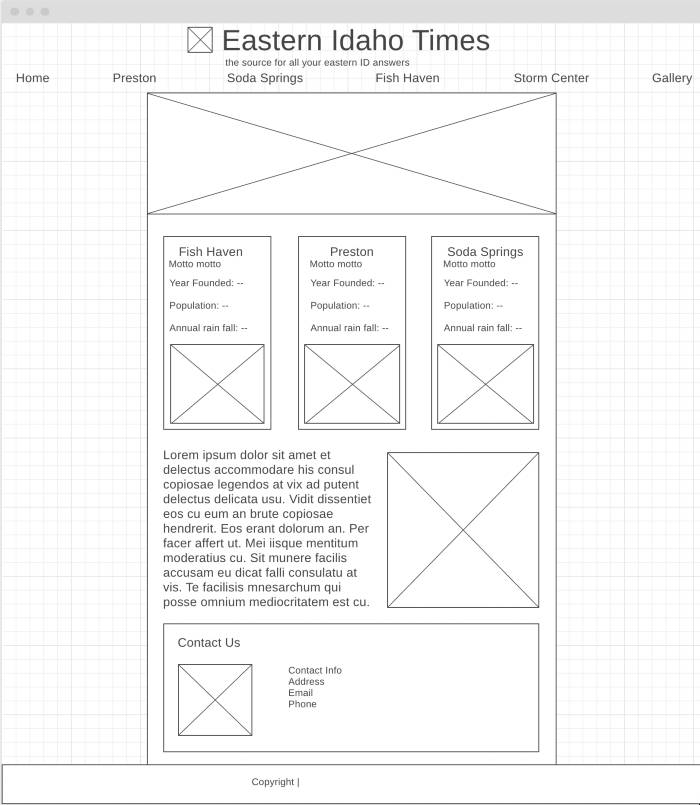 Eastern Idaho Times
the source for all your eastern ID answers
Home Preston Soda Springs Fish Haven Storm Center Gallery
Fish Haven
Motto motto
Year Founded: --
Population: --
Annual rain fall: --
Preston
Motto motto
Year Founded: --
Population: --
Annual rain fall: --
Soda Springs
Motto motto
Year Founded: --
Population: --
Annual rain fall: --
Lorem ipsum dolor sit amet et
delectus accommodare his consul
copiosae legendos at vix ad putent
delectus delicata usu. Vidit dissentiet
eos cu eum an brute copiosae
hendrerit. Eos erant dolorum an. Per
facer affert ut. Mei iisque mentitum
moderatius cu. Sit munere facilis
accusam eu dicat falli consulatu at
vis. Te facilisis mnesarchum qui
posse omnium mediocritatem est cu.
Contact Us
Contact Info
Address
Email
Phone
Copyright |